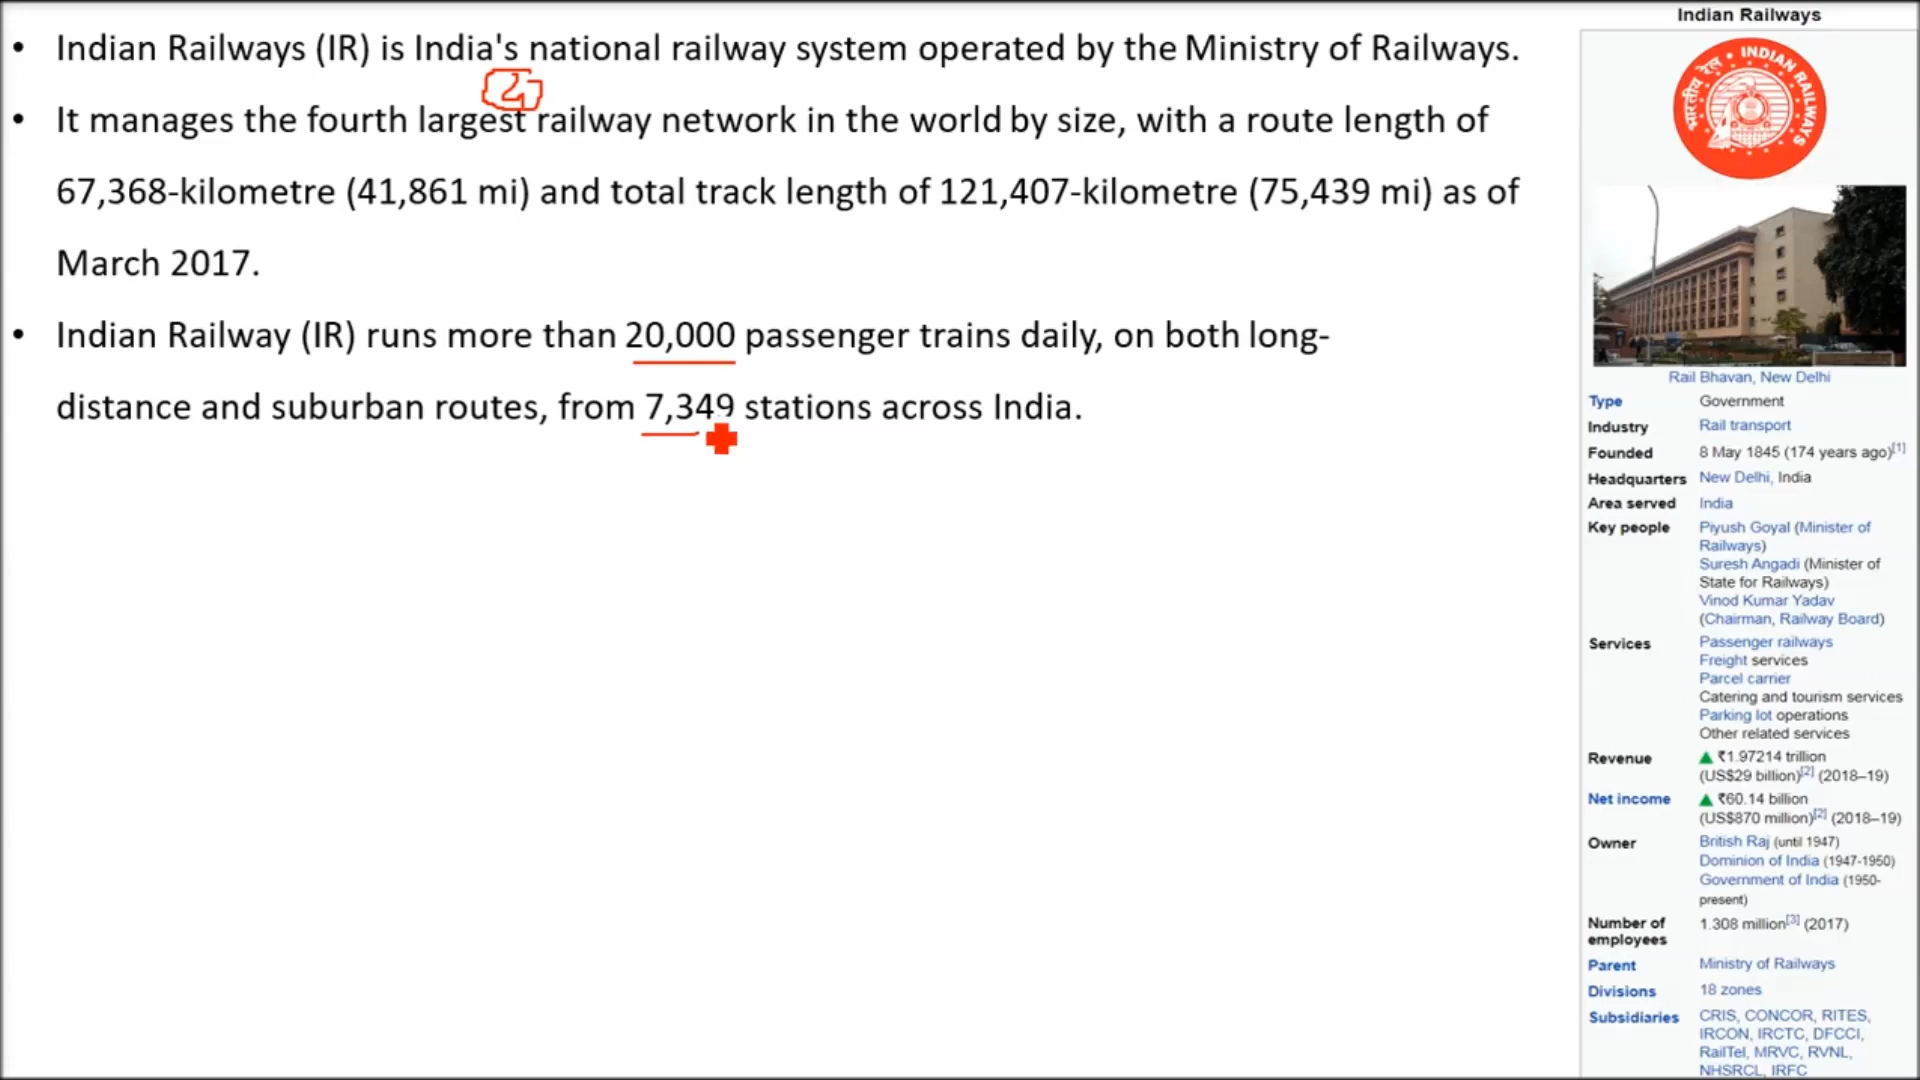 • Indian Railways (IR) is India's national railway system operated by the Ministry of Railways.
4
• It manages the fourth largest railway network in the world by size, with a route length of
67,368-kilometre (41,861 mi) and total track length of 121,407-kilometre (75,439 mi) as of
March 2017.
• Indian Railway (IR) runs more than 20,000 passenger trains daily, on both long-
distance and suburban routes, from 7,349 stations across India.
Indian Railways
भारतीय रेल • INDIAN RAILWAYS
Rail Bhavan, New Delhi
Type Government
Industry Rail transport
Founded 8 May 1845 (174 years ago)[1]
Headquarters New Delhi, India
Area served India
Key people Piyush Goyal (Minister of
Railways)
Suresh Angadi (Minister of
State for Railways)
Vinod Kumar Yadav
(Chairman, Railway Board)
Services Passenger railways
Freight services
Parcel carrier
Catering and tourism services
Parking lot operations
Other related services
Revenue ▲ ₹1.97214 trillion
(US$29 billion)[2] (2018–19)
Net income ▲ ₹60.14 billion
(US$870 million)[2] (2018–19)
Owner British Raj (until 1947)
Dominion of India (1947-1950)
Government of India (1950-
present)
Number of employees 1.308 million[3] (2017)
Parent Ministry of Railways
Divisions 18 zones
Subsidiaries CRIS, CONCOR, RITES,
IRCON, IRCTC, DFCCI,
RailTel, MRVC, RVNL,
NHSRCL, IRFC